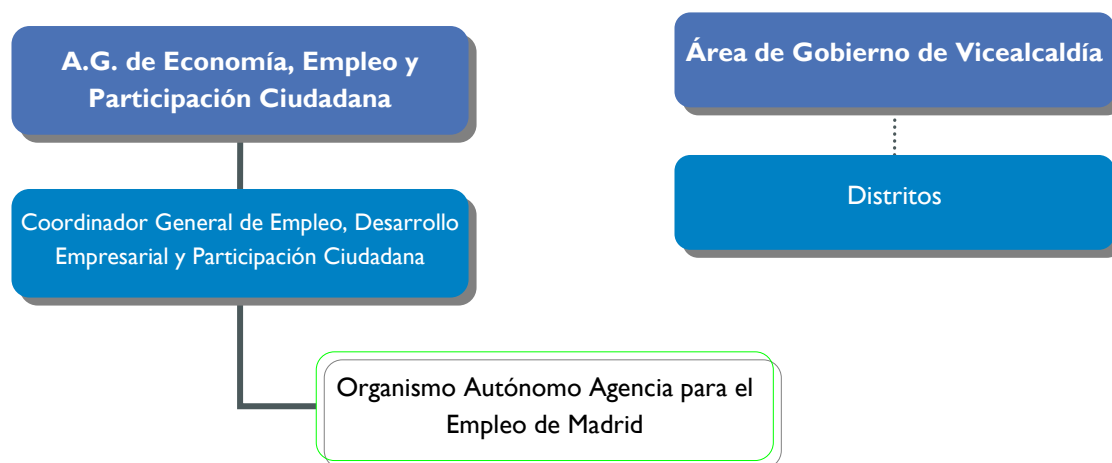 A.G. de Economía, Empleo y
Participación Ciudadana
Área de Gobierno de Vicealcaldía
Coordinador General de Empleo, Desarrollo
Empresarial y Participación Ciudadana
Distritos
Organismo Autónomo Agencia para el
Empleo de Madrid